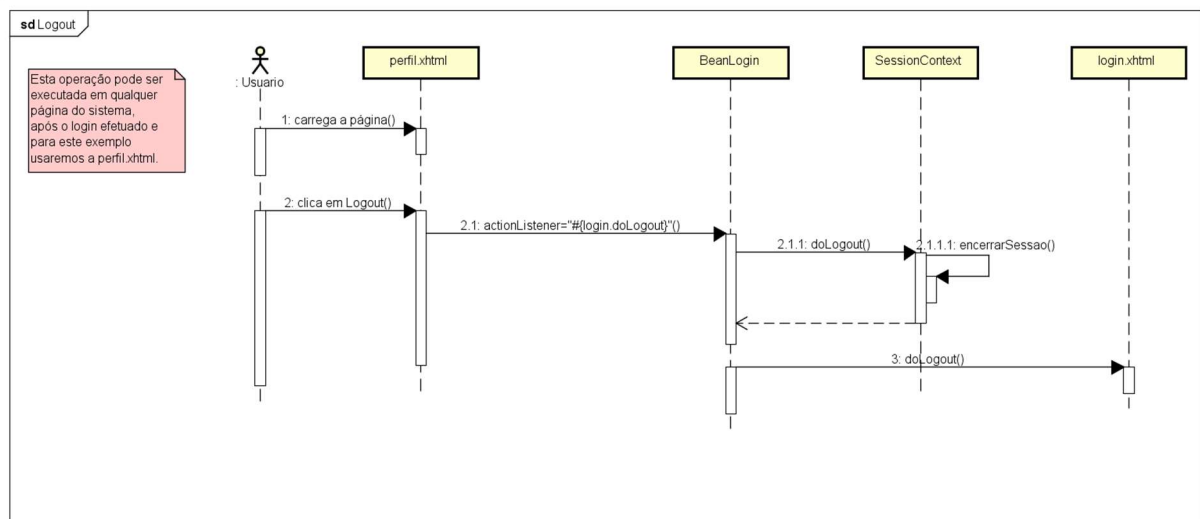 sd Logout
Esta operação pode ser
executada em qualquer
página do sistema,
após o login efetuado e
para este exemplo
usaremos a perfil.xhtml.
: Usuario
perfil.xhtml
BeanLogin
SessionContext
login.xhtml
1: carrega a página()
2: clica em Logout()
2.1: actionListener="#{login.doLogout}"()
2.1.1: doLogout()
2.1.1.1: encerrarSessao()
3: doLogout()